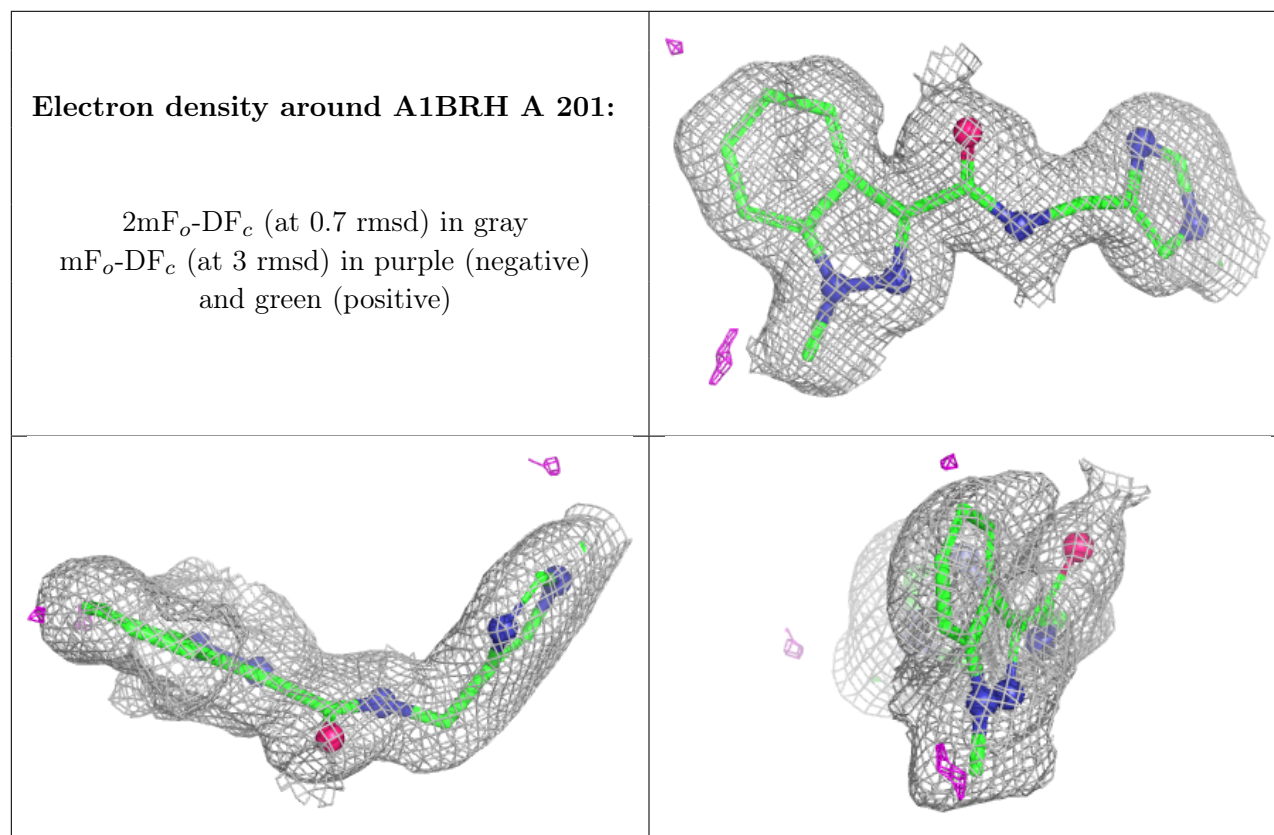 Electron density around A1BRH A 201:
2mFₒ-DF𝒸 (at 0.7 rmsd) in gray
mFₒ-DF𝒸 (at 3 rmsd) in purple (negative)
and green (positive)